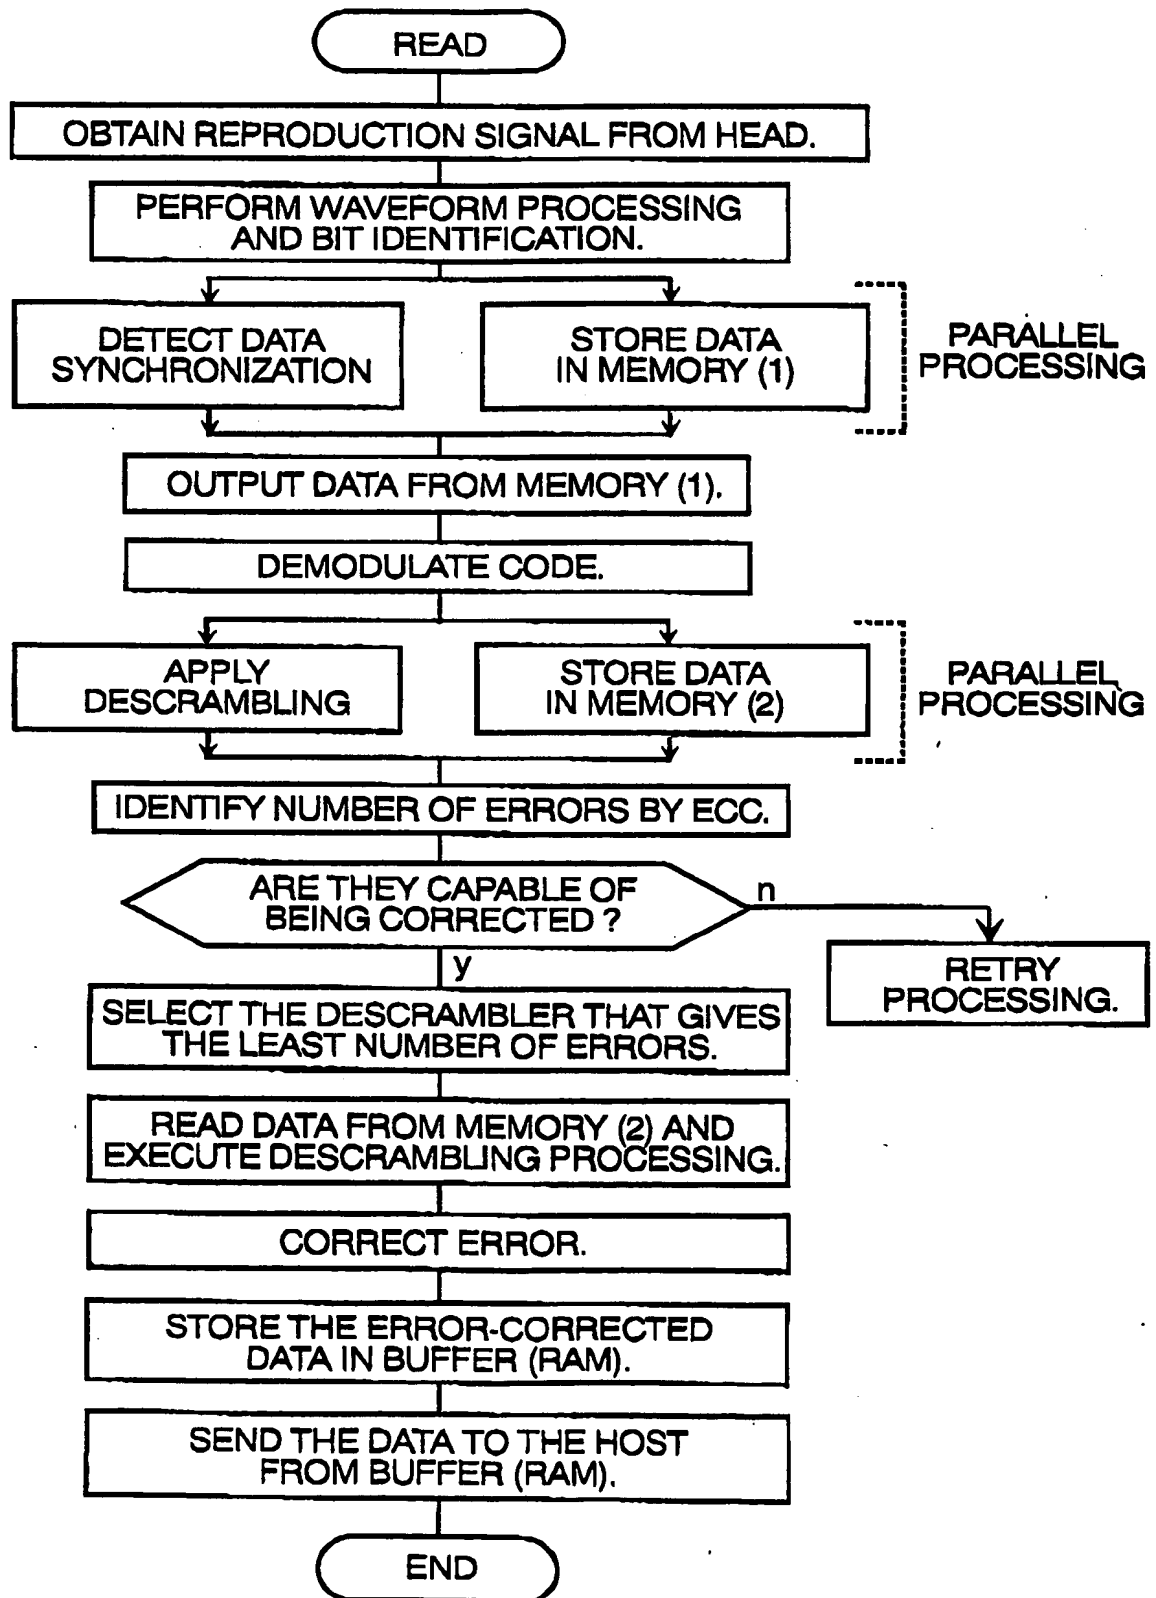 READ
OBTAIN REPRODUCTION SIGNAL FROM HEAD.
PERFORM WAVEFORM PROCESSING
AND BIT IDENTIFICATION.
DETECT DATA
SYNCHRONIZATION
STORE DATA
IN MEMORY (1)
PARALLEL
PROCESSING
OUTPUT DATA FROM MEMORY (1).
DEMODULATE CODE.
APPLY
DESCRAMBLING
STORE DATA
IN MEMORY (2)
PARALLEL
PROCESSING
IDENTIFY NUMBER OF ERRORS BY ECC.
ARE THEY CAPABLE OF
BEING CORRECTED ?
n
y
RETRY
PROCESSING.
SELECT THE DESCRAMBLER THAT GIVES
THE LEAST NUMBER OF ERRORS.
READ DATA FROM MEMORY (2) AND
EXECUTE DESCRAMBLING PROCESSING.
CORRECT ERROR.
STORE THE ERROR-CORRECTED
DATA IN BUFFER (RAM).
SEND THE DATA TO THE HOST
FROM BUFFER (RAM).
END